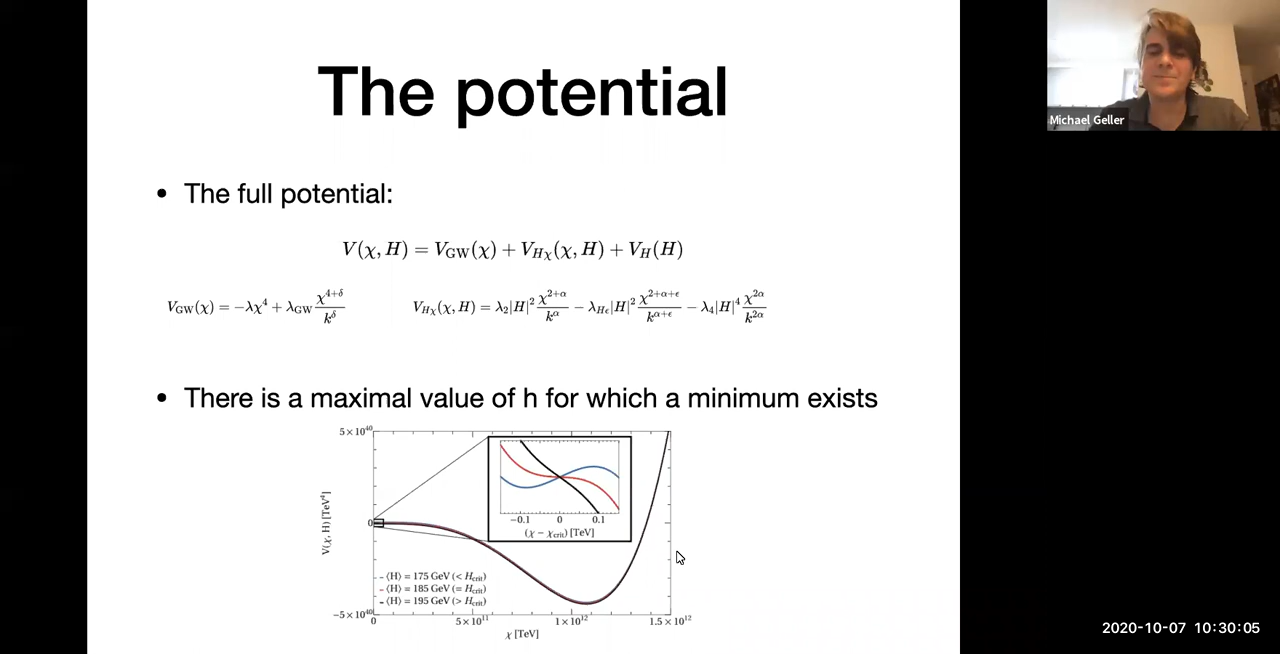 The potential
• The full potential:
V(χ, H) = V_GW(χ) + V_Hχ(χ, H) + V_H(H)
V_GW(χ) = −λχ^4 + λ_GW χ^{4+δ}/k^δ
V_Hχ(χ, H) = λ_2|H|^2 χ^{2+α}/k^α − λ_Hϵ|H|^2 χ^{2+α+ϵ}/k^{α+ϵ} − λ_4|H|^4 χ^{2α}/k^{2α}
• There is a maximal value of h for which a minimum exists
5×10^40
0
−5×10^40
V(χ, H) [TeV^4]
−0.1 0 0.1
(χ − χ_crit) [TeV]
⟨H⟩ = 175 GeV (< H_crit)
⟨H⟩ = 185 GeV (= H_crit)
⟨H⟩ = 195 GeV (> H_crit)
0 5×10^11 1×10^12 1.5×10^12
χ [TeV]
Michael Geller
2020-10-07 10:30:05